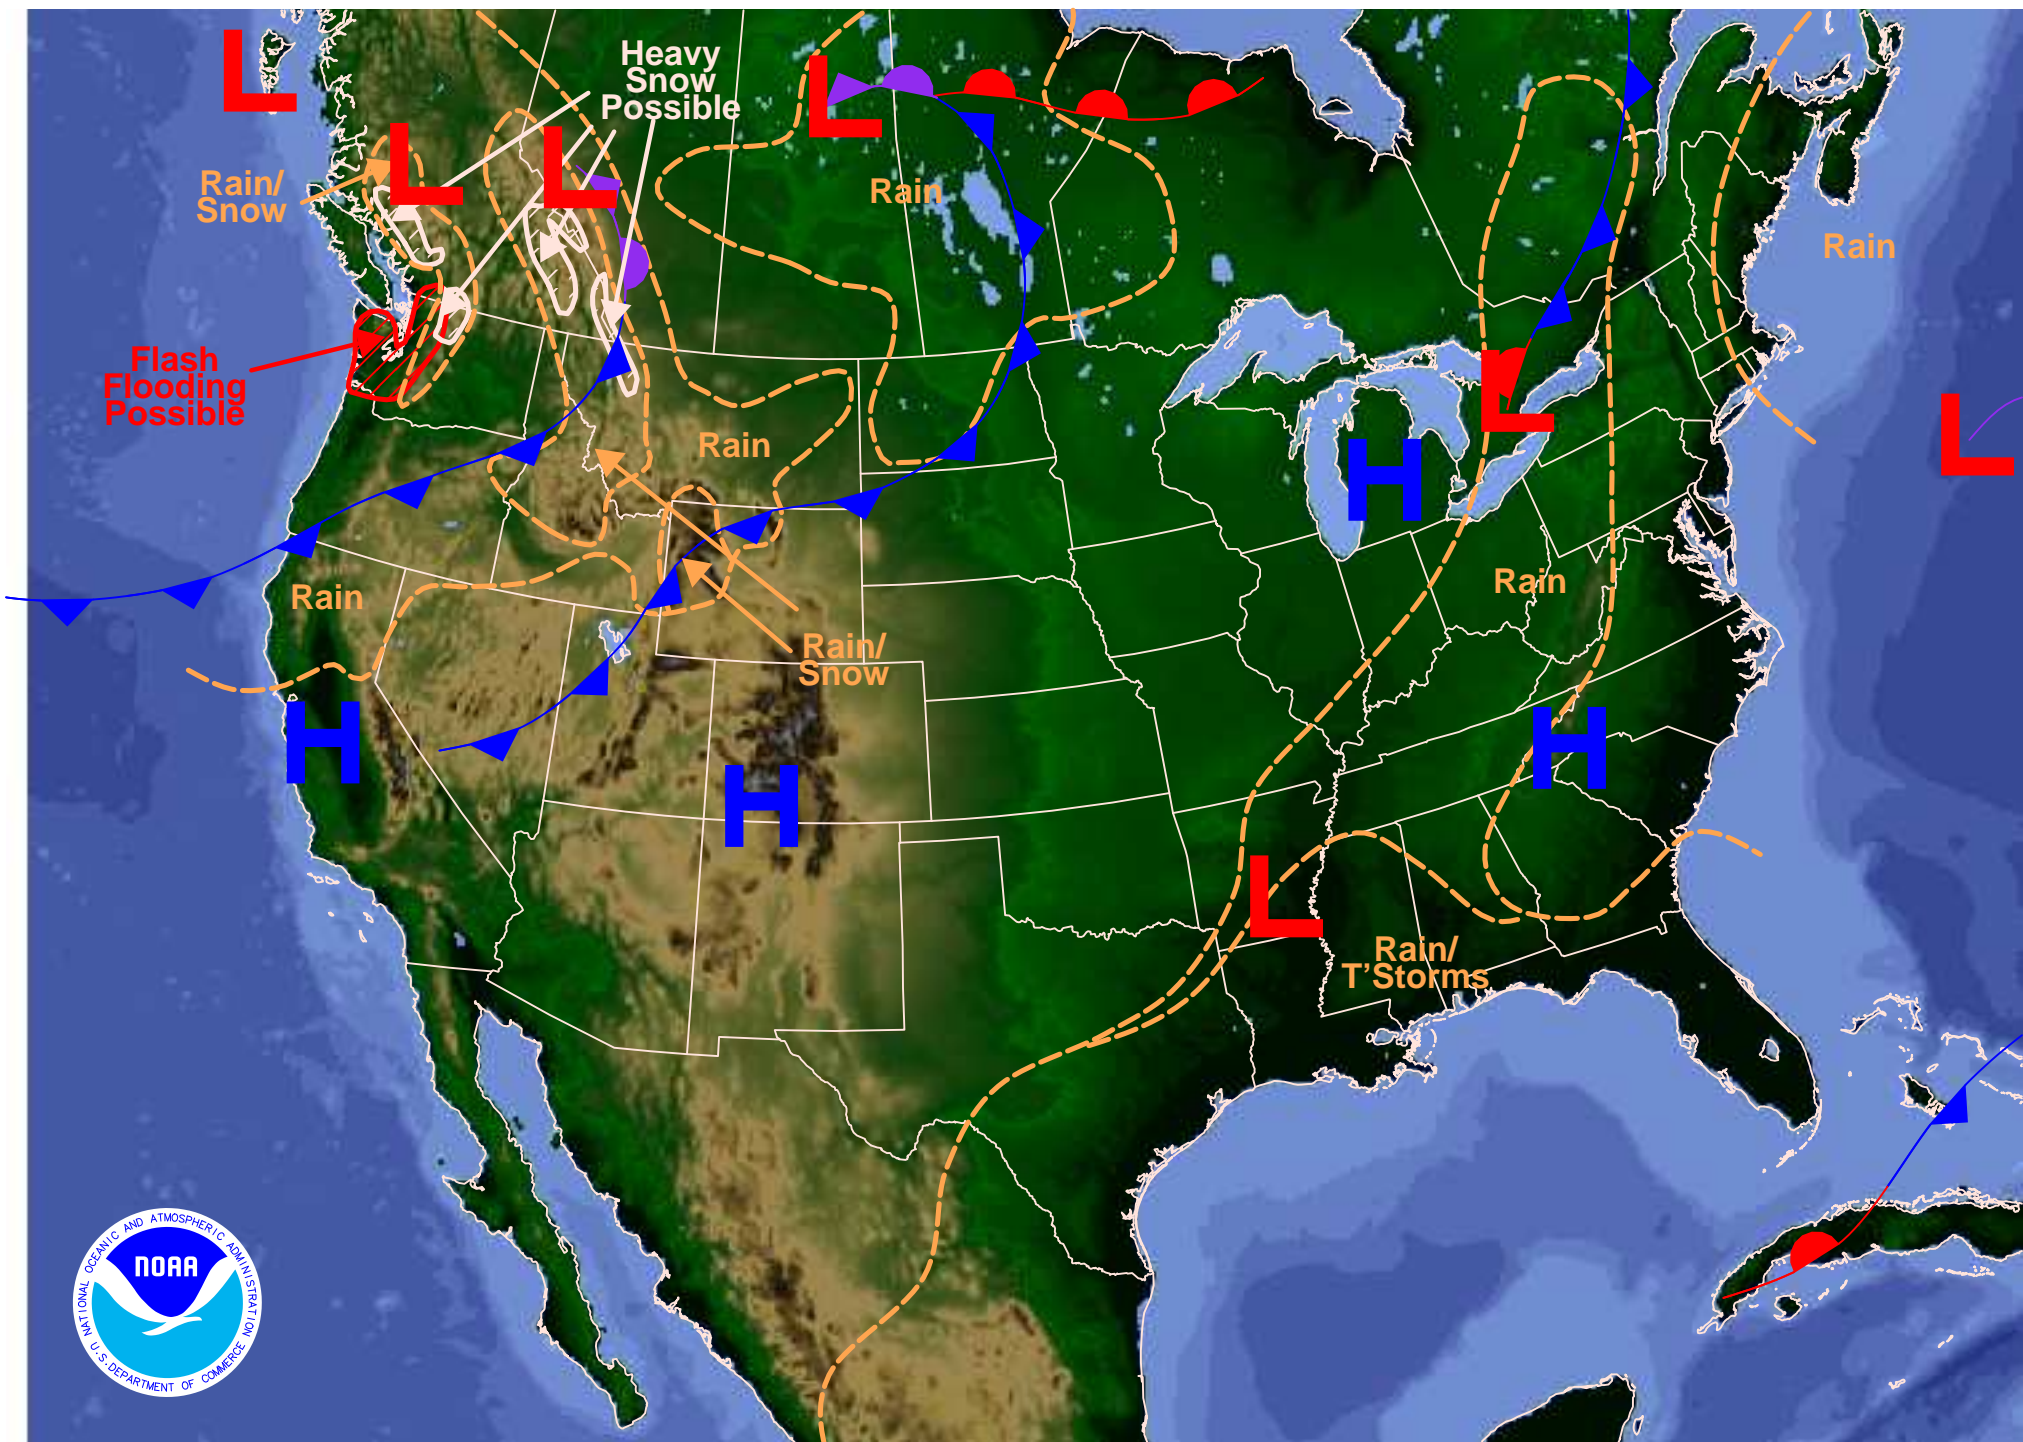 L
Heavy
Snow
Possible
L
L
L
Rain/
Snow
Rain
Rain
Flash
Flooding
Possible
L
L
H
Rain
Rain
Rain
Rain/
Snow
H
H
H
L
Rain/
T'Storms
NATIONAL OCEANIC AND ATMOSPHERIC ADMINISTRATION
NOAA
U.S. DEPARTMENT OF COMMERCE